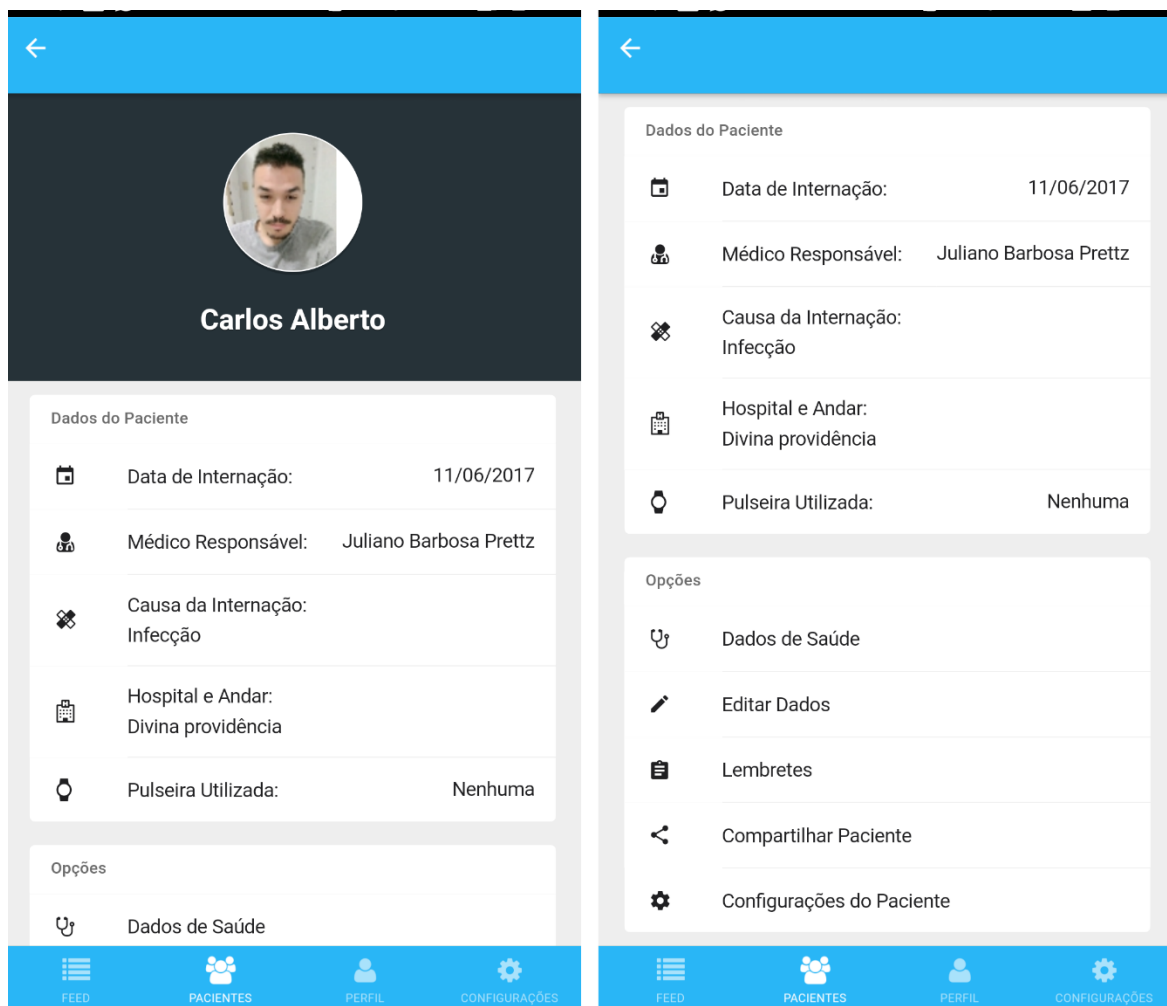 Carlos Alberto
Dados do Paciente
Data de Internação: 11/06/2017
Médico Responsável: Juliano Barbosa Prettz
Causa da Internação:
Infecção
Hospital e Andar:
Divina providência
Pulseira Utilizada: Nenhuma
Opções
Dados de Saúde
FEED PACIENTES PERFIL CONFIGURAÇÕES
Dados do Paciente
Data de Internação: 11/06/2017
Médico Responsável: Juliano Barbosa Prettz
Causa da Internação:
Infecção
Hospital e Andar:
Divina providência
Pulseira Utilizada: Nenhuma
Opções
Dados de Saúde
Editar Dados
Lembretes
Compartilhar Paciente
Configurações do Paciente
FEED PACIENTES PERFIL CONFIGURAÇÕES